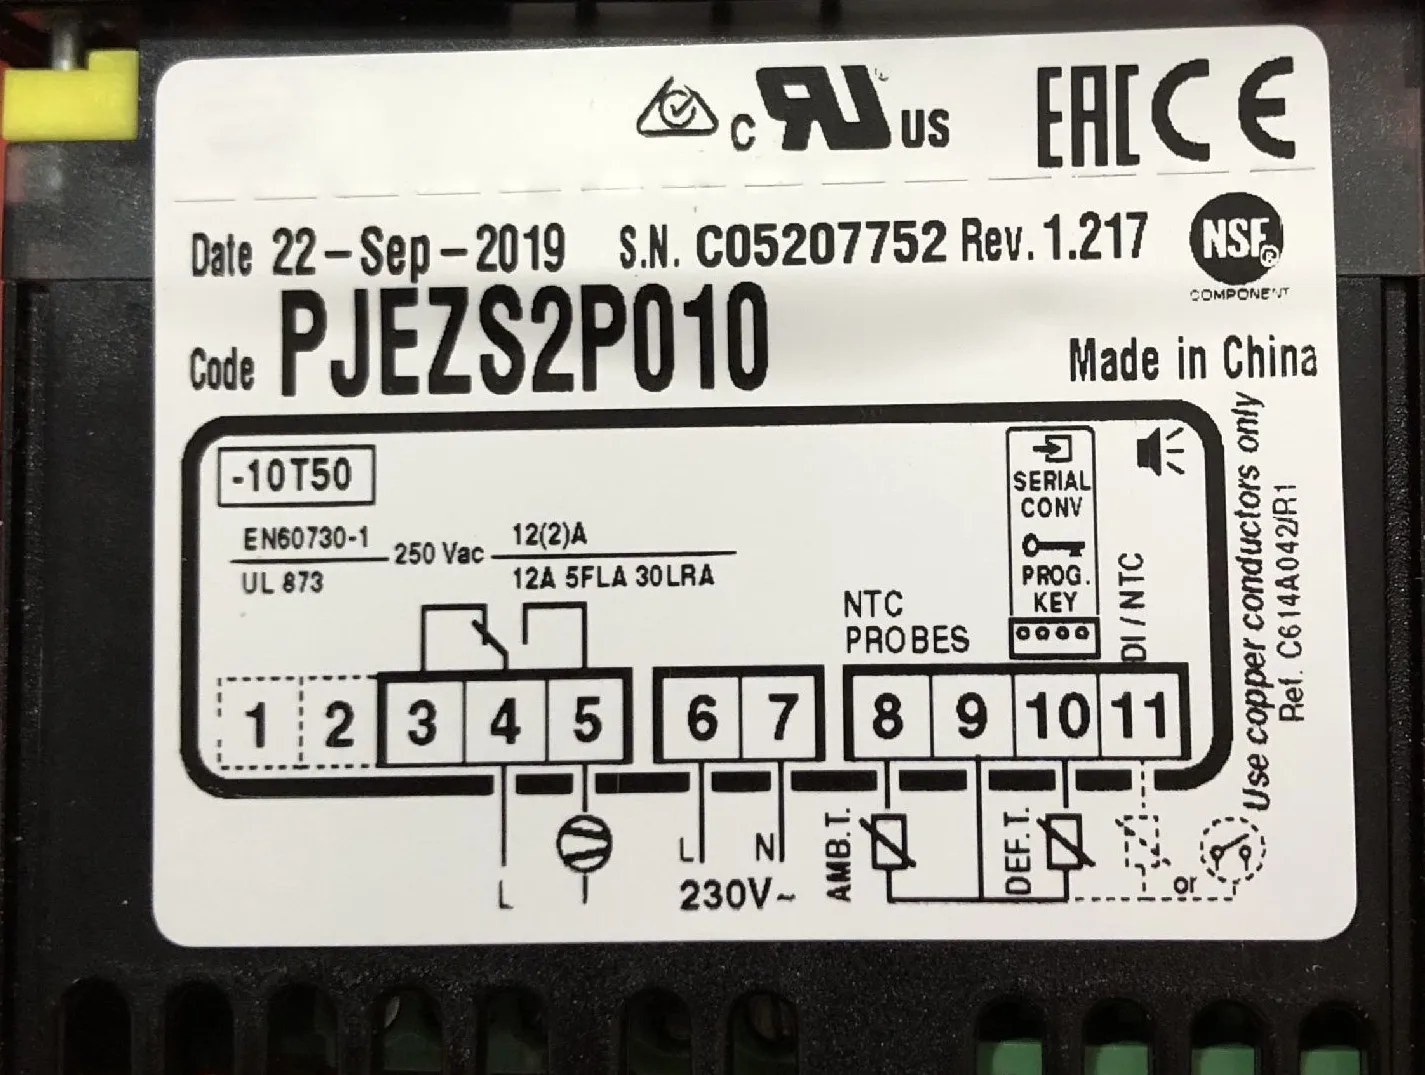 c RU US EAC CE
Date 22-Sep-2019 S.N. C05207752 Rev. 1.217 NSF®
COMPONENT
Code PJEZS2P010
Made in China
-10T50
EN60730-1
UL 873
250 Vac
12(2)A
12A 5FLA 30LRA
SERIAL
CONV
PROG.
KEY
NTC
PROBES
DI/NTC
1 2 3 4 5 6 7 8 9 10 11
L
L N
230V~
AMB.T.
DEF.T.
or
Use copper conductors only
Ref. C614A042/R1